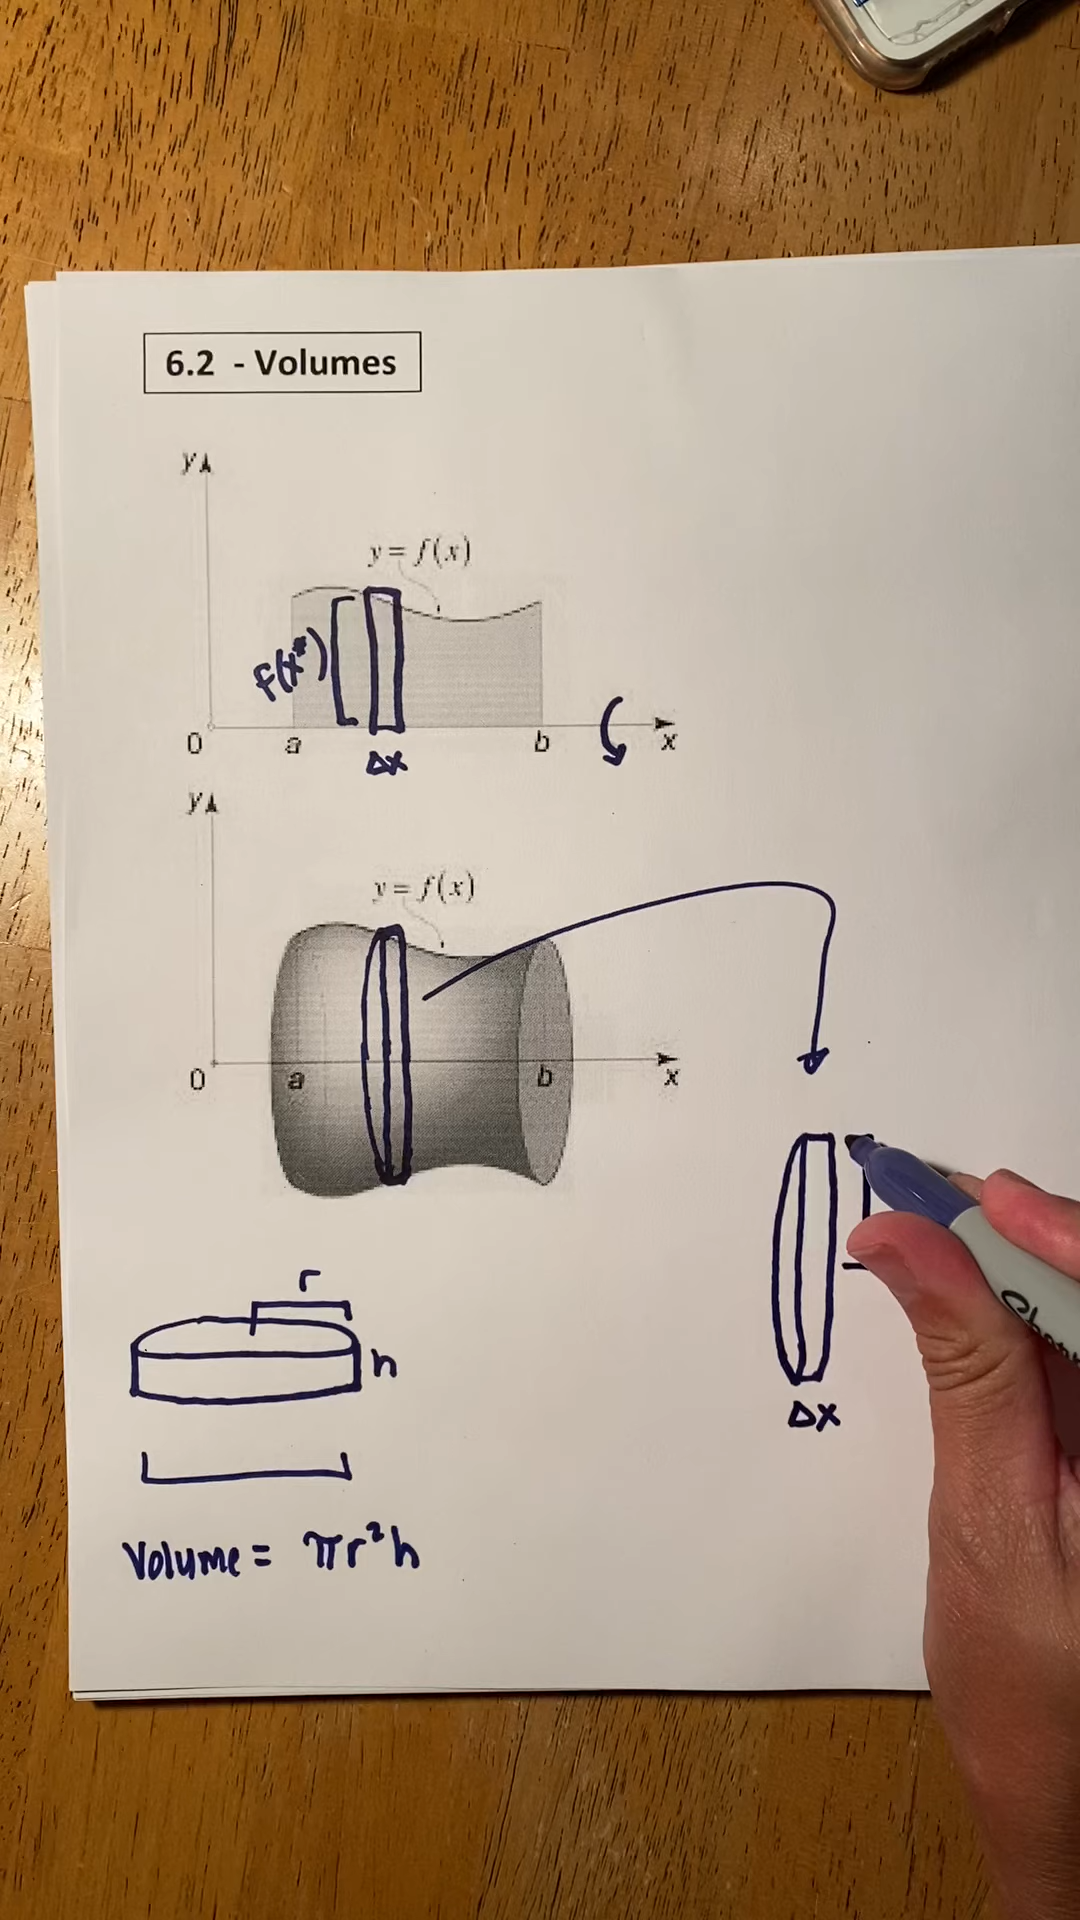 6.2 - Volumes
y
y = f(x)
f(x*)
0 a b x
Δx
y
y = f(x)
0 a b x
r
h
Δx
Volume = πr²h